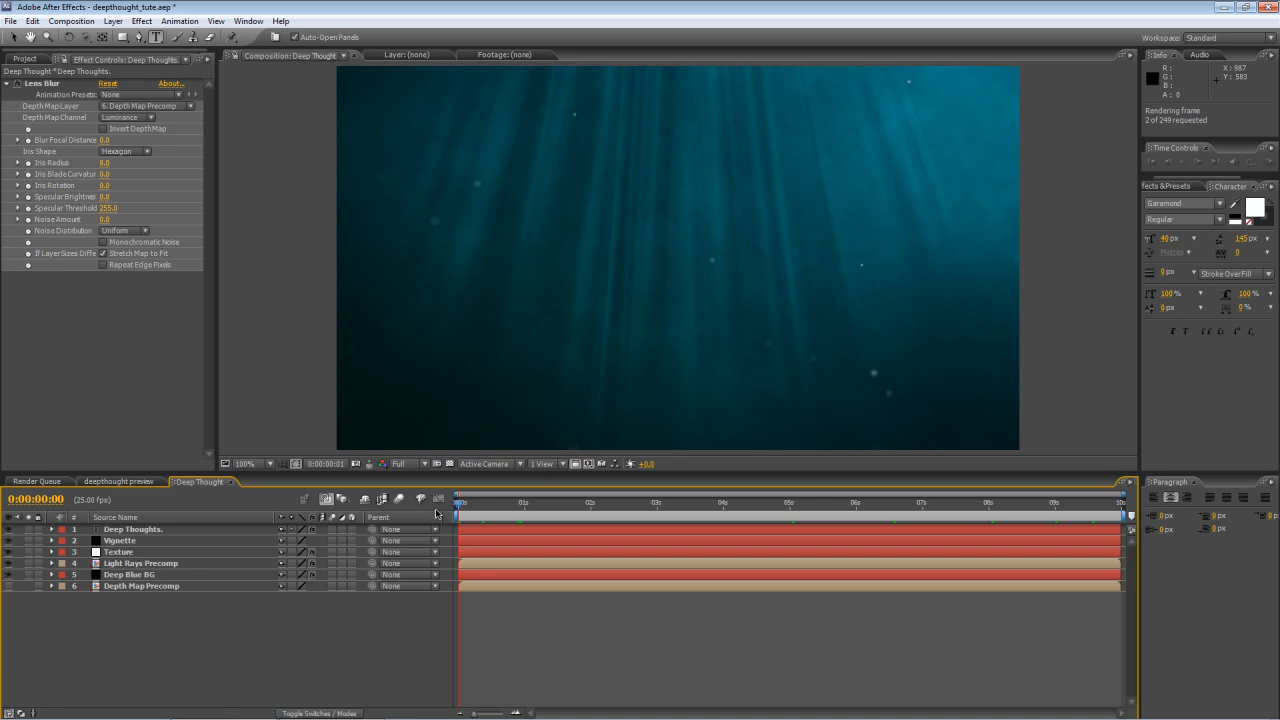 Adobe After Effects - deepthought_tute.aep *
File Edit Composition Layer Effect Animation View Window Help
Auto-Open Panels
Workspace: Standard
Project Effect Controls: Deep Thoughts.
Deep Thought * Deep Thoughts.
Lens Blur Reset About...
Animation Presets: None
Depth Map Layer 6. Depth Map Precomp
Depth Map Channel Luminance
Invert Depth Map
Blur Focal Distance 0.0
Iris Shape Hexagon
Iris Radius 8.0
Iris Blade Curvatur 0.0
Iris Rotation 0.0
Specular Brightnes 0.0
Specular Threshold 255.0
Noise Amount 0.0
Noise Distribution Uniform
Monochromatic Noise
If Layer Sizes Diffe Stretch Map to Fit
Repeat Edge Pixels
Composition: Deep Thought Layer: (none) Footage: (none)
100% 0:00:00:01 Full Active Camera 1 View +0.0
Info Audio
R : X : 987
G : Y : 583
B :
A : 0
Rendering frame
2 of 249 requested
Time Controls
fects & Presets Character
Garamond
Regular
40 px 145 px
Metrics 0
0 px Stroke Over Fill
100 % 100 %
0 px 0 %
Render Queue deepthought preview Deep Thought
0:00:00:00 (25.00 fps)
# Source Name Parent
01s 02s 03s 04s 05s 06s 07s 08s 09s 10s
1 Deep Thoughts. None
2 Vignette None
3 Texture None
4 Light Rays Precomp None
5 Deep Blue BG None
6 Depth Map Precomp None
Toggle Switches / Modes
Paragraph
0 px 0 px 0 p
0 px 0 px